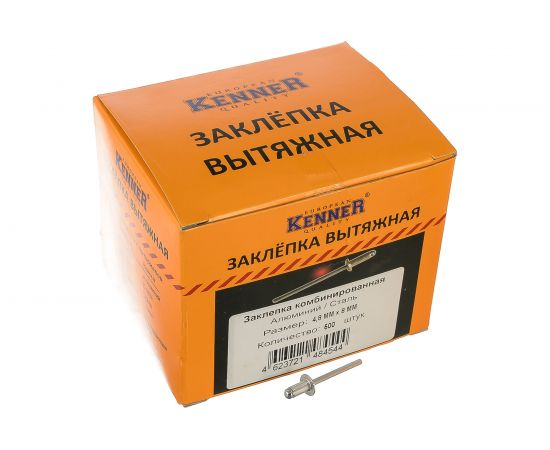 EUROPEAN
KENNER®
QUALITY
ЗАКЛЁПКА
ВЫТЯЖНАЯ
EUROPEAN
KENNER®
QUALITY
ЗАКЛЁПКА ВЫТЯЖНАЯ
Заклепка комбинированная
Алюминий / Сталь
Размер: 4,8 мм х 8 мм
Количество: 500 штук
4 623721 484544